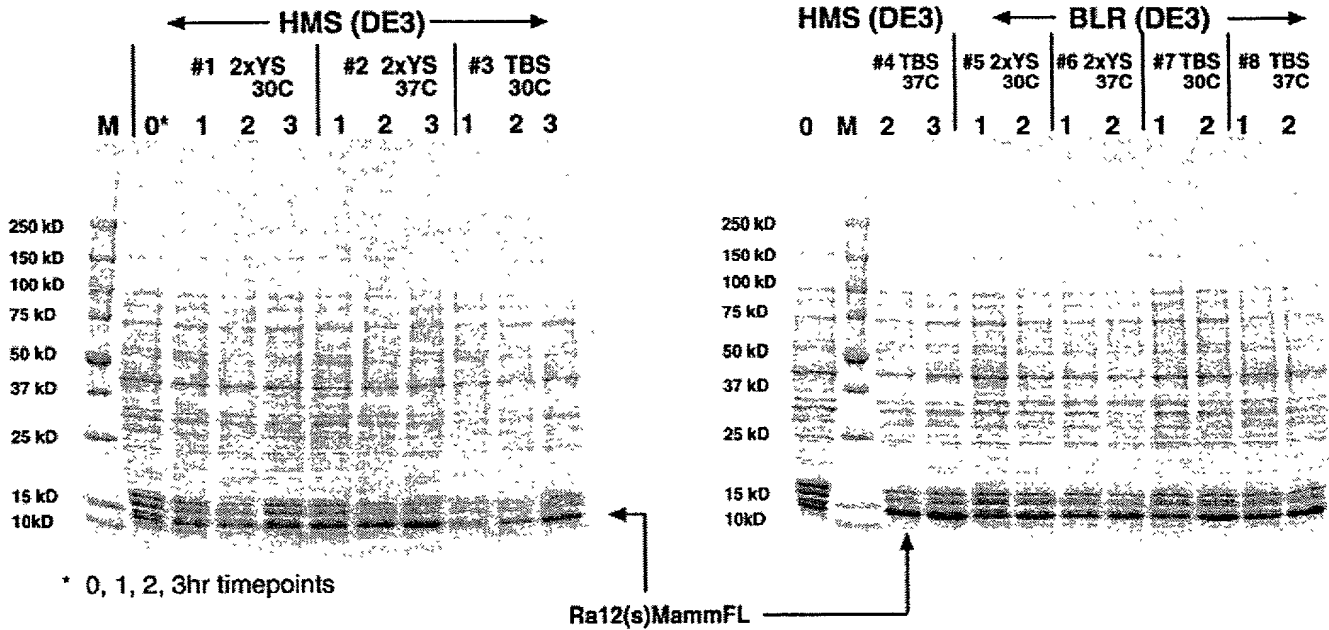 HMS (DE3)
#1 2xYS 30C
#2 2xYS 37C
#3 TBS 30C
M 0* 1 2 3 1 2 3 1 2 3
250 kD
150 kD
100 kD
75 kD
50 kD
37 kD
25 kD
15 kD
10kD
* 0, 1, 2, 3hr timepoints
HMS (DE3) BLR (DE3)
#4 TBS 37C
#5 2xYS 30C
#6 2xYS 37C
#7 TBS 30C
#8 TBS 37C
0 M 2 3 1 2 1 2 1 2 1 2
250 kD
150 kD
100 kD
75 kD
50 kD
37 kD
25 kD
15 kD
10kD
Ra12(s)MammFL